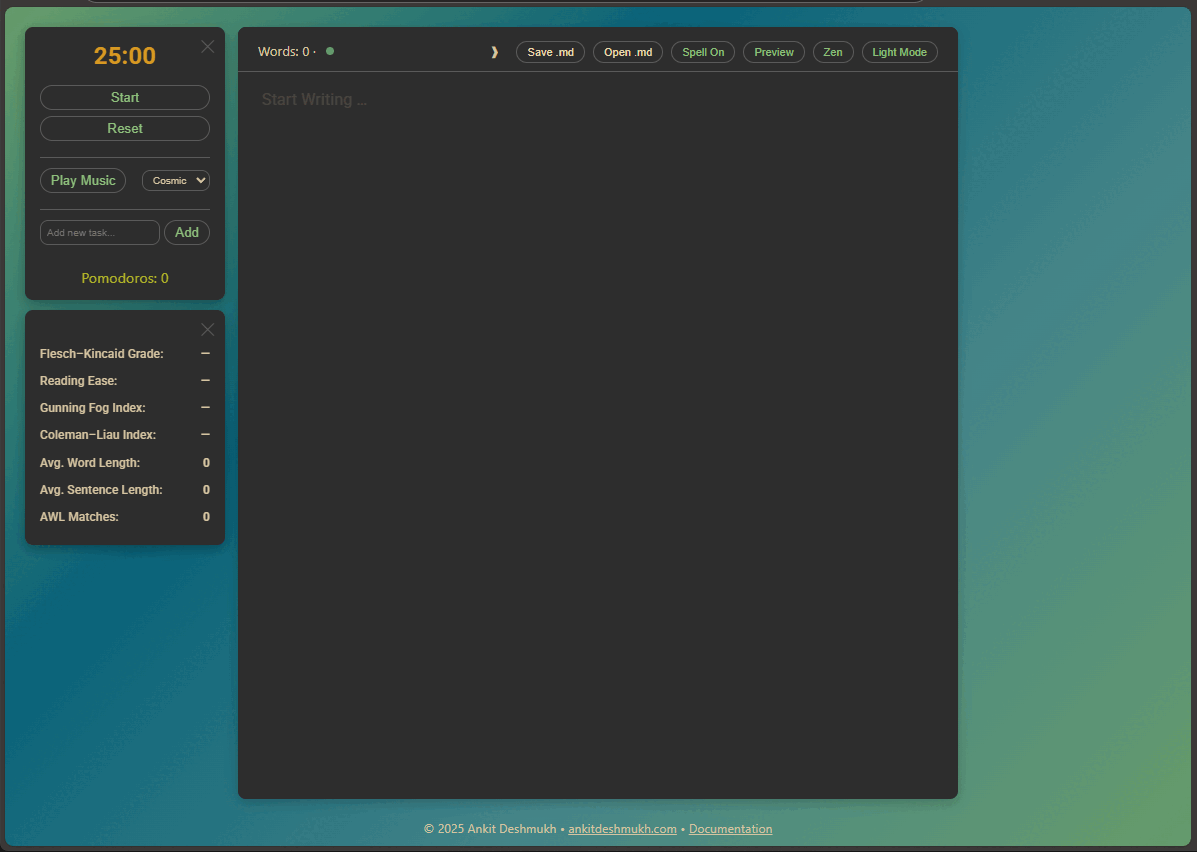 25:00
Start
Reset
Play Music Cosmic
Add new task... Add
Pomodoros: 0
Flesch–Kincaid Grade: –
Reading Ease: –
Gunning Fog Index: –
Coleman–Liau Index: –
Avg. Word Length: 0
Avg. Sentence Length: 0
AWL Matches: 0
Words: 0 · ❱ Save .md Open .md Spell On Preview Zen Light Mode
Start Writing ...
© 2025 Ankit Deshmukh • ankitdeshmukh.com • Documentation